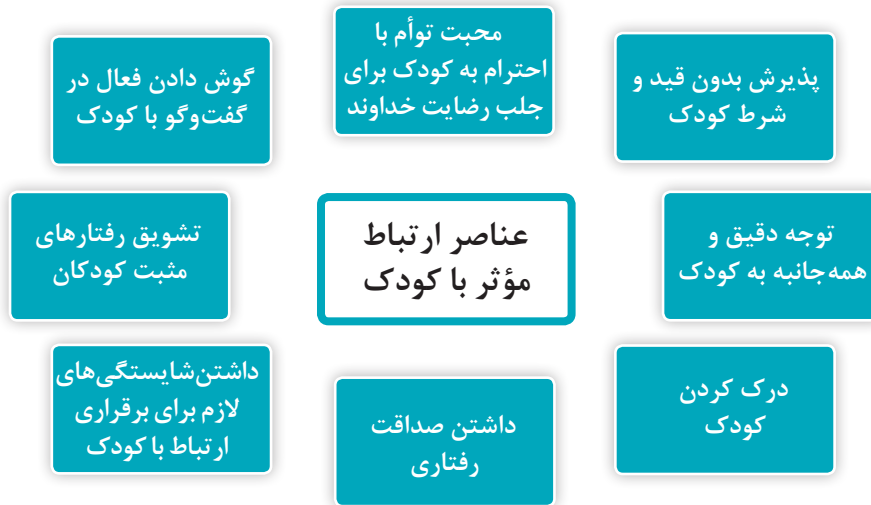 محبت توأم با
احترام به کودک برای
جلب رضایت خداوند
پذیرش بدون قید و
شرط کودک
گوش دادن فعال در
گفت‌وگو با کودک
توجه دقیق و
همه‌جانبه به کودک
عناصر ارتباط
مؤثر با کودک
تشویق رفتارهای
مثبت کودکان
درک کردن
کودک
داشتن صداقت
رفتاری
داشتن‌شایستگی‌های
لازم برای برقراری
ارتباط با کودک